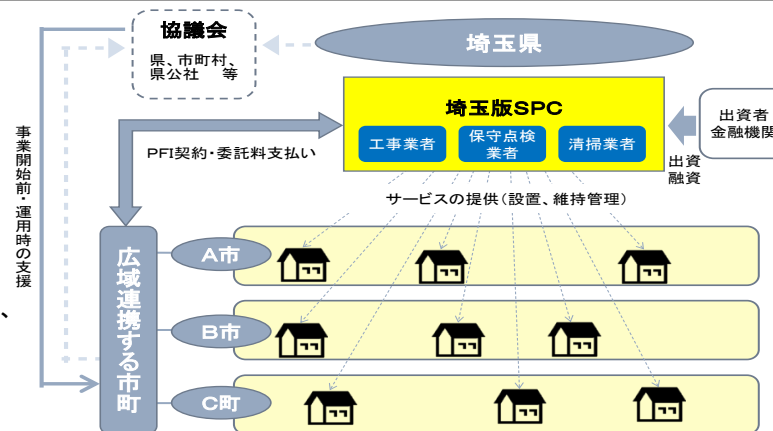 協議会
県、市町村、
県公社 等
埼玉県
埼玉版SPC
工事業者
保守点検
業者
清掃業者
出資者
金融機関
出資
融資
PFI契約・委託料支払い
事業開始前・運用時の支援
サービスの提供（設置、維持管理）
広域連携する市町
A市
B市
C町
、